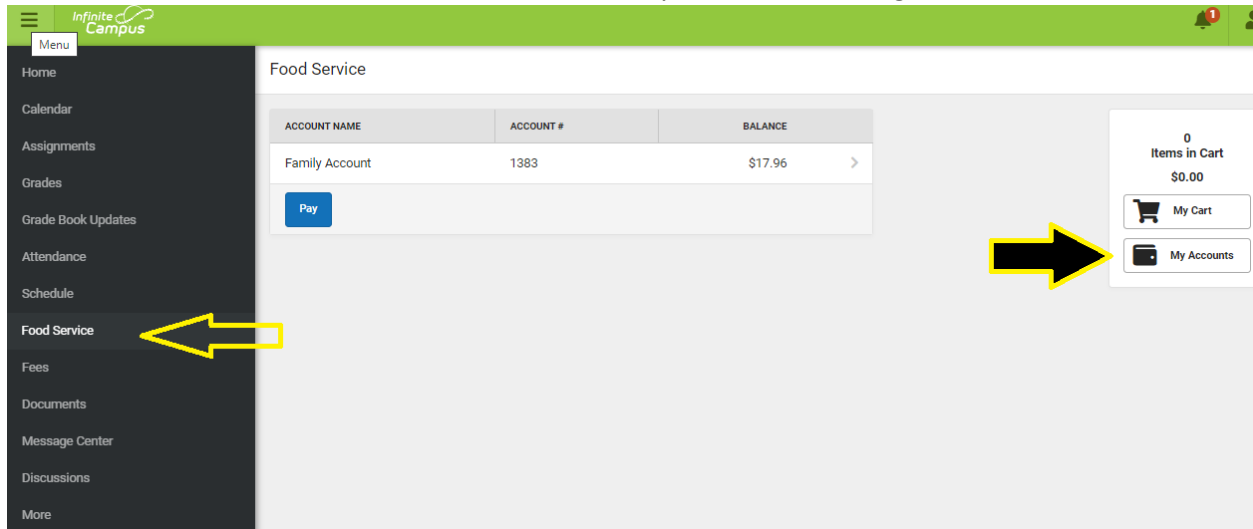 Infinite
Campus
1
Menu
Home
Calendar
Assignments
Grades
Grade Book Updates
Attendance
Schedule
Food Service
Fees
Documents
Message Center
Discussions
More
Food Service
ACCOUNT NAME ACCOUNT # BALANCE
Family Account 1383 $17.96
Pay
0
Items in Cart
$0.00
My Cart
My Accounts